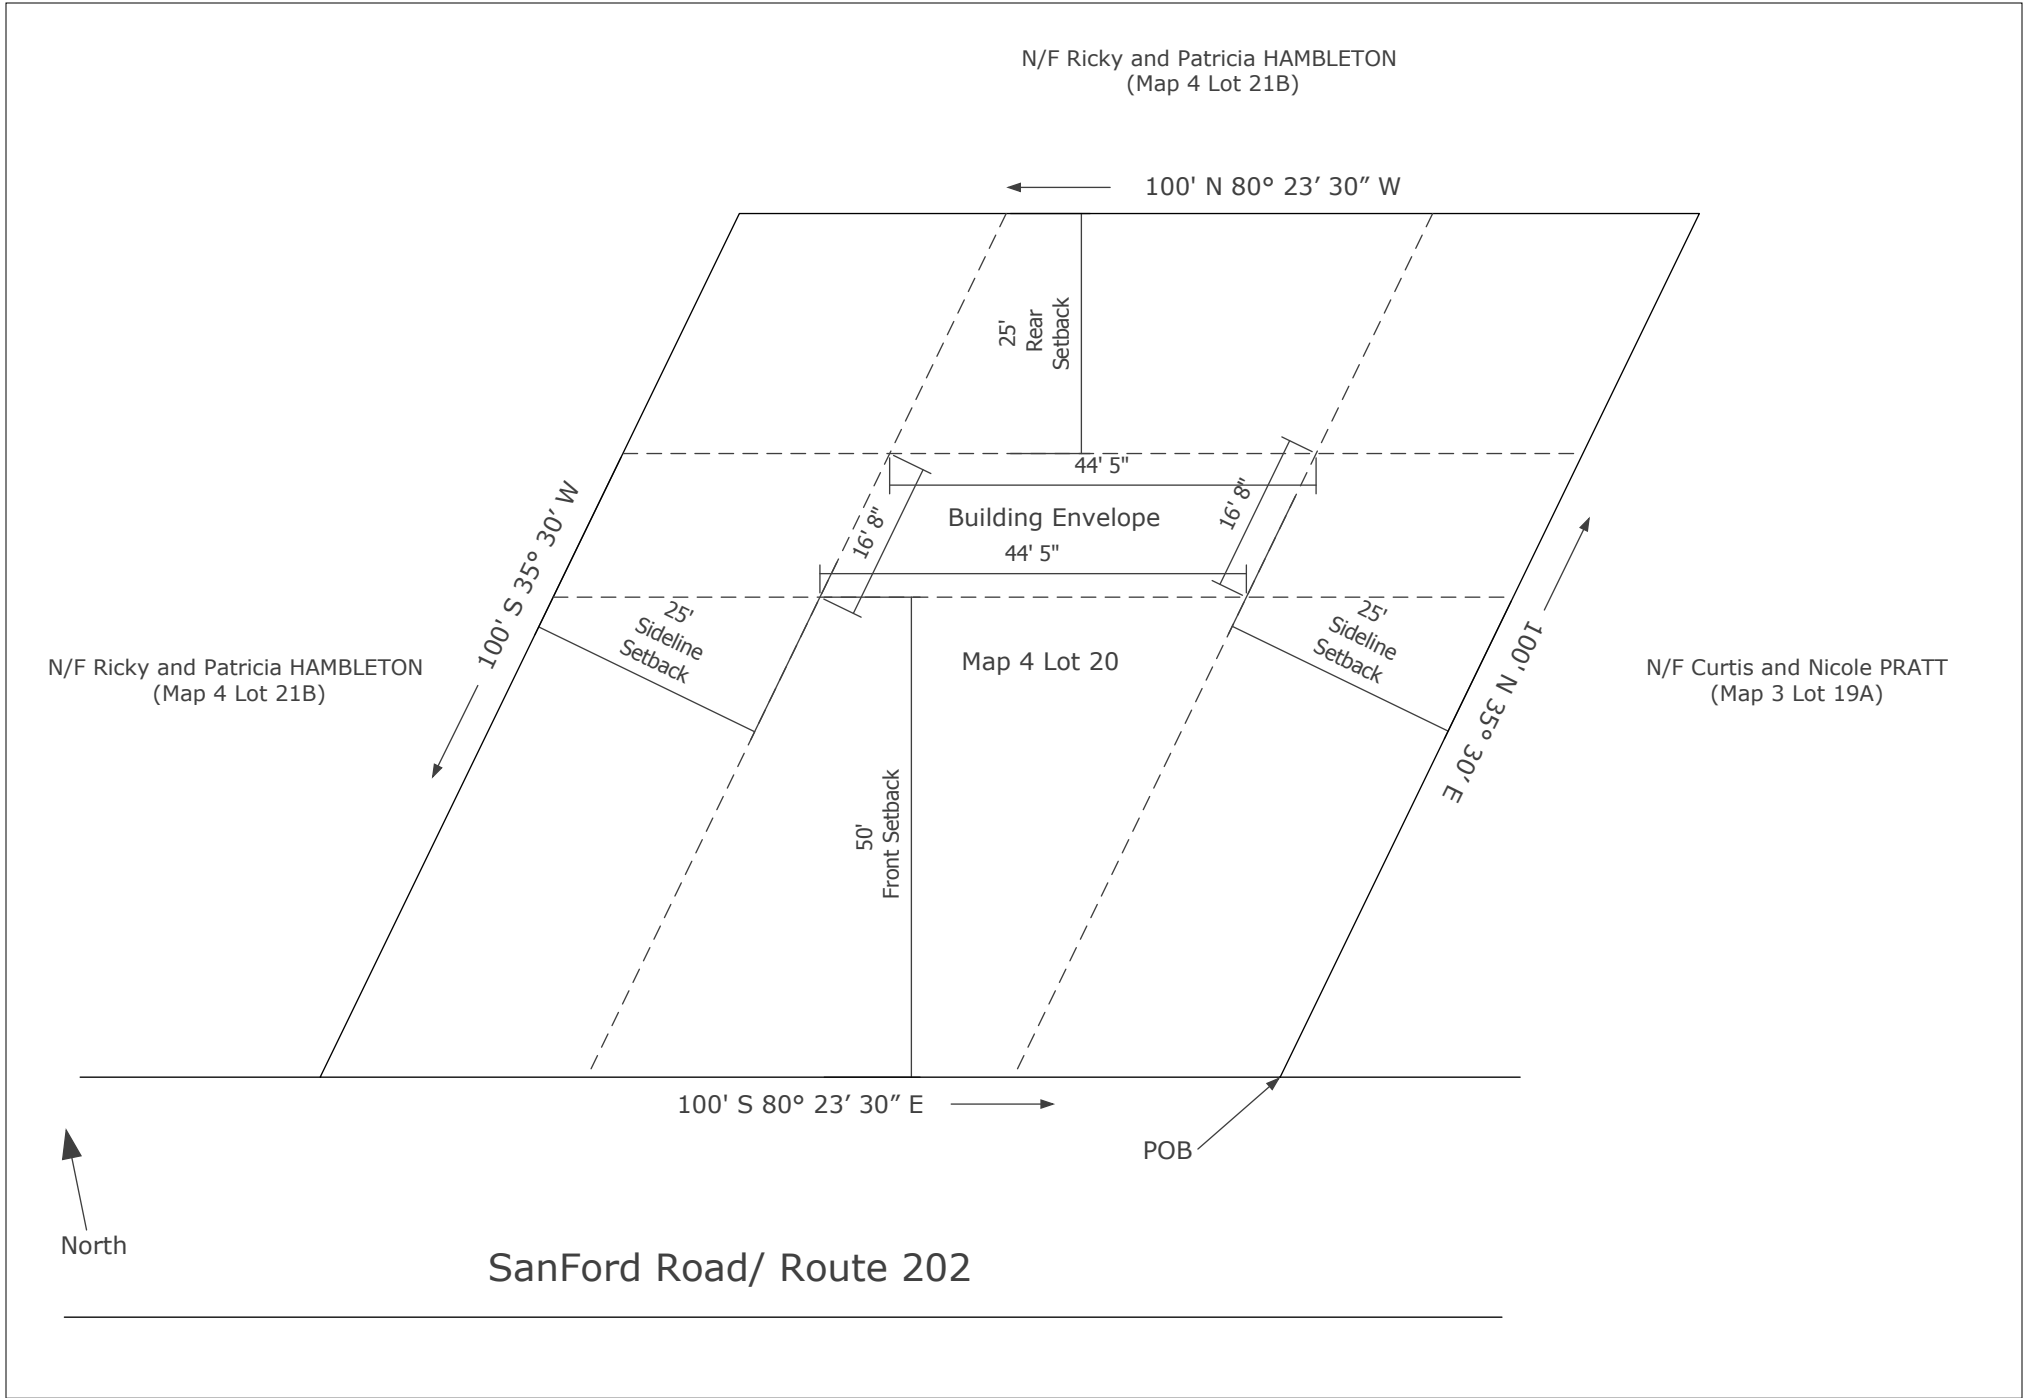 N/F Ricky and Patricia HAMBLETON
(Map 4 Lot 21B)
100' N 80° 23′ 30” W
25'
Rear
Setback
44' 5"
16' 8"
16' 8"
Building Envelope
44' 5"
100' S 35° 30′ W
25'
Sideline
Setback
25'
Sideline
Setback
100' N 35° 30′ E
Map 4 Lot 20
N/F Ricky and Patricia HAMBLETON
(Map 4 Lot 21B)
N/F Curtis and Nicole PRATT
(Map 3 Lot 19A)
50'
Front Setback
100' S 80° 23′ 30” E
POB
North
SanFord Road/ Route 202